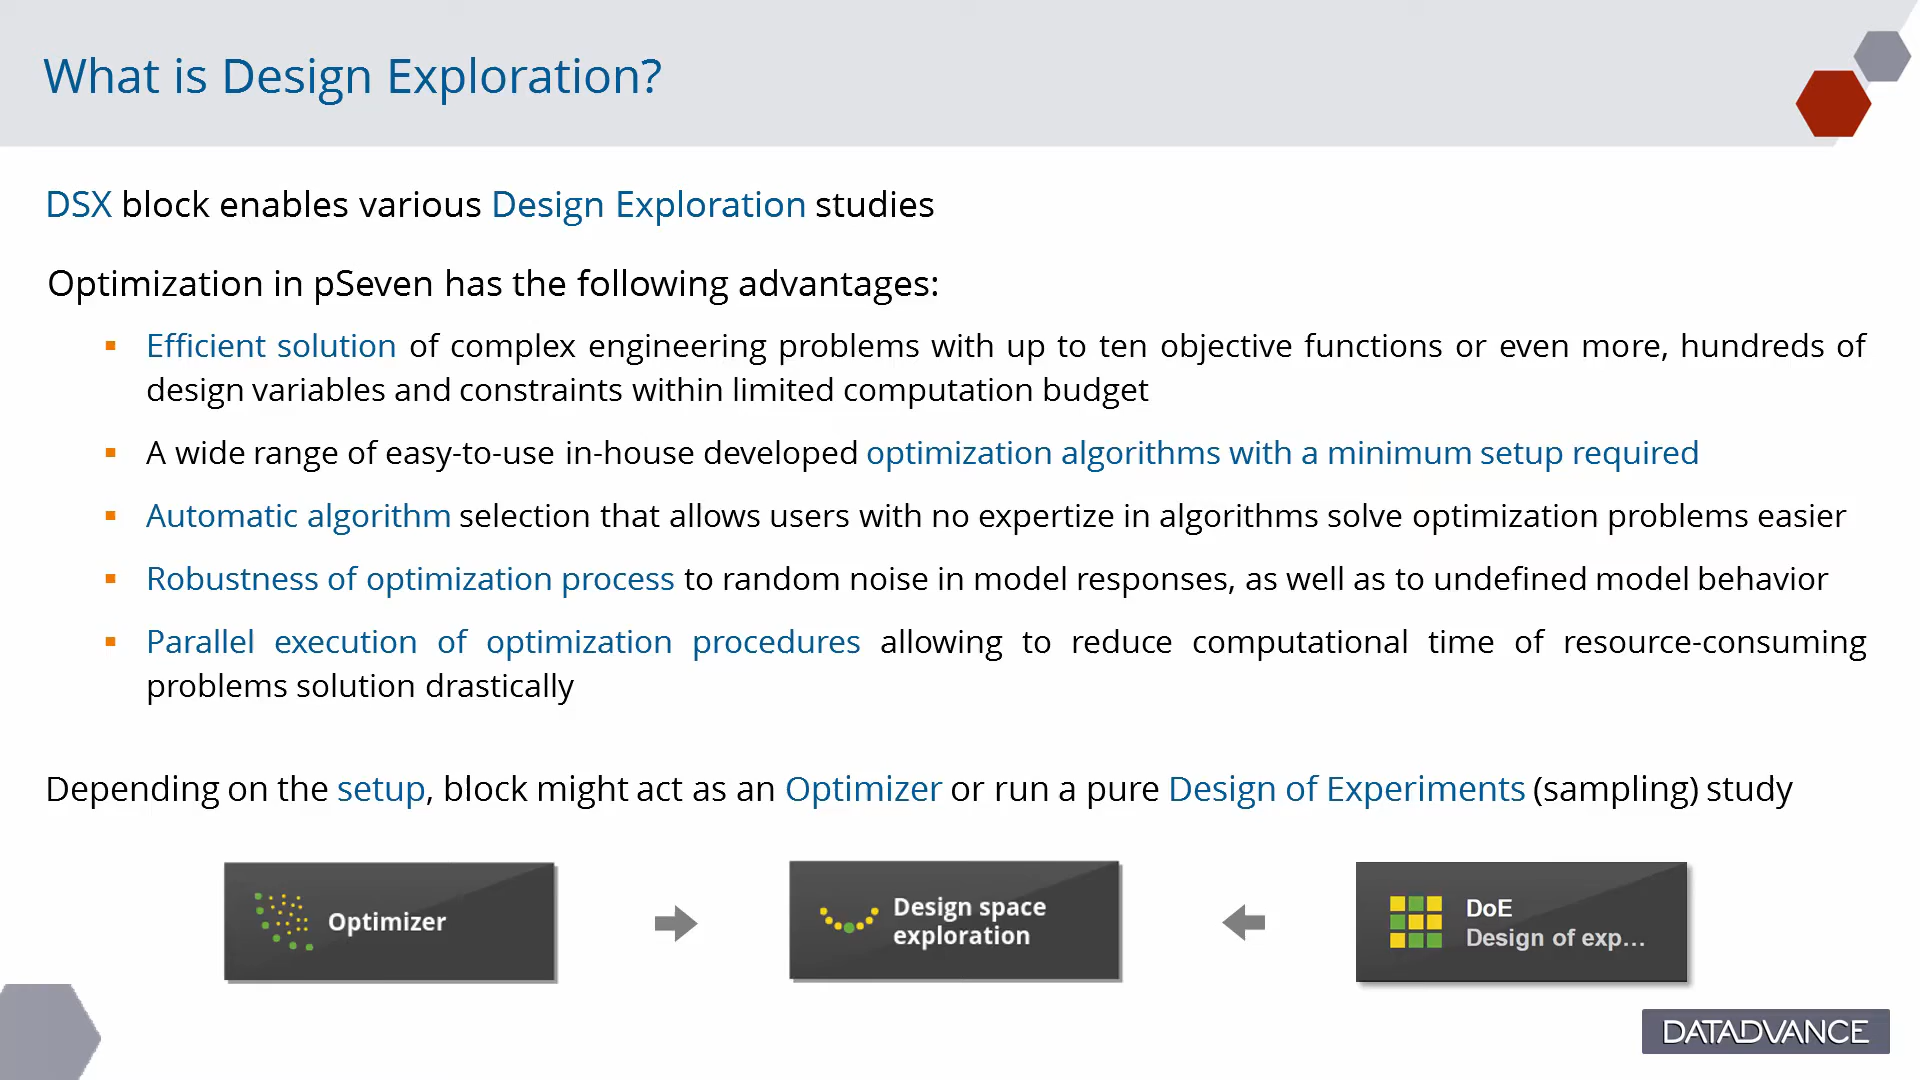 What is Design Exploration?
DSX block enables various Design Exploration studies
Optimization in pSeven has the following advantages:
Efficient solution of complex engineering problems with up to ten objective functions or even more, hundreds of
design variables and constraints within limited computation budget
A wide range of easy-to-use in-house developed optimization algorithms with a minimum setup required
Automatic algorithm selection that allows users with no expertize in algorithms solve optimization problems easier
Robustness of optimization process to random noise in model responses, as well as to undefined model behavior
Parallel execution of optimization procedures allowing to reduce computational time of resource-consuming
problems solution drastically
Depending on the setup, block might act as an Optimizer or run a pure Design of Experiments (sampling) study
Optimizer
Design space
exploration
DoE
Design of exp...
DATADVANCE